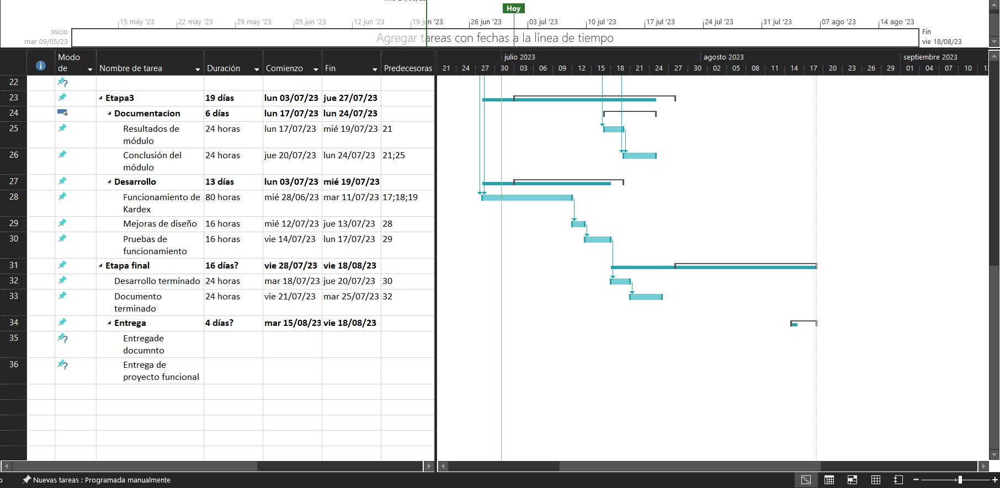 Hoy
15 may '23
22 may '23
29 may '23
05 jun '23
12 jun '23
19 jun '23
26 jun '23
03 jul '23
10 jul '23
17 jul '23
24 jul '23
31 jul '23
07 ago '23
14 ago '23
Inicio
mar 09/05/23
Agregar tareas con fechas a la línea de tiempo
Fin
vie 18/08/23
Modo de Nombre de tarea Duración Comienzo Fin Predecesoras
julio 2023 agosto 2023 septiembre 2023
21 24 27 30 03 06 09 12 15 18 21 24 27 30 02 05 08 11 14 17 20 23 26 29 01 04 07 10
22
23 Etapa3 19 días lun 03/07/23 jue 27/07/23
24 Documentacion 6 días lun 17/07/23 lun 24/07/23
25 Resultados de módulo 24 horas lun 17/07/23 mié 19/07/23 21
26 Conclusión del módulo 24 horas jue 20/07/23 lun 24/07/23 21;25
27 Desarrollo 13 días lun 03/07/23 mié 19/07/23
28 Funcionamiento de Kardex 80 horas mié 28/06/23 mar 11/07/23 17;18;19
29 Mejoras de diseño 16 horas mié 12/07/23 jue 13/07/23 28
30 Pruebas de funcionamiento 16 horas vie 14/07/23 lun 17/07/23 29
31 Etapa final 16 días? vie 28/07/23 vie 18/08/23
32 Desarrollo terminado 24 horas mar 18/07/23 jue 20/07/23 30
33 Documento terminado 24 horas vie 21/07/23 mar 25/07/23 32
34 Entrega 4 días? mar 15/08/23 vie 18/08/23
35 Entregade documnto
36 Entrega de proyecto funcional
Nuevas tareas : Programada manualmente